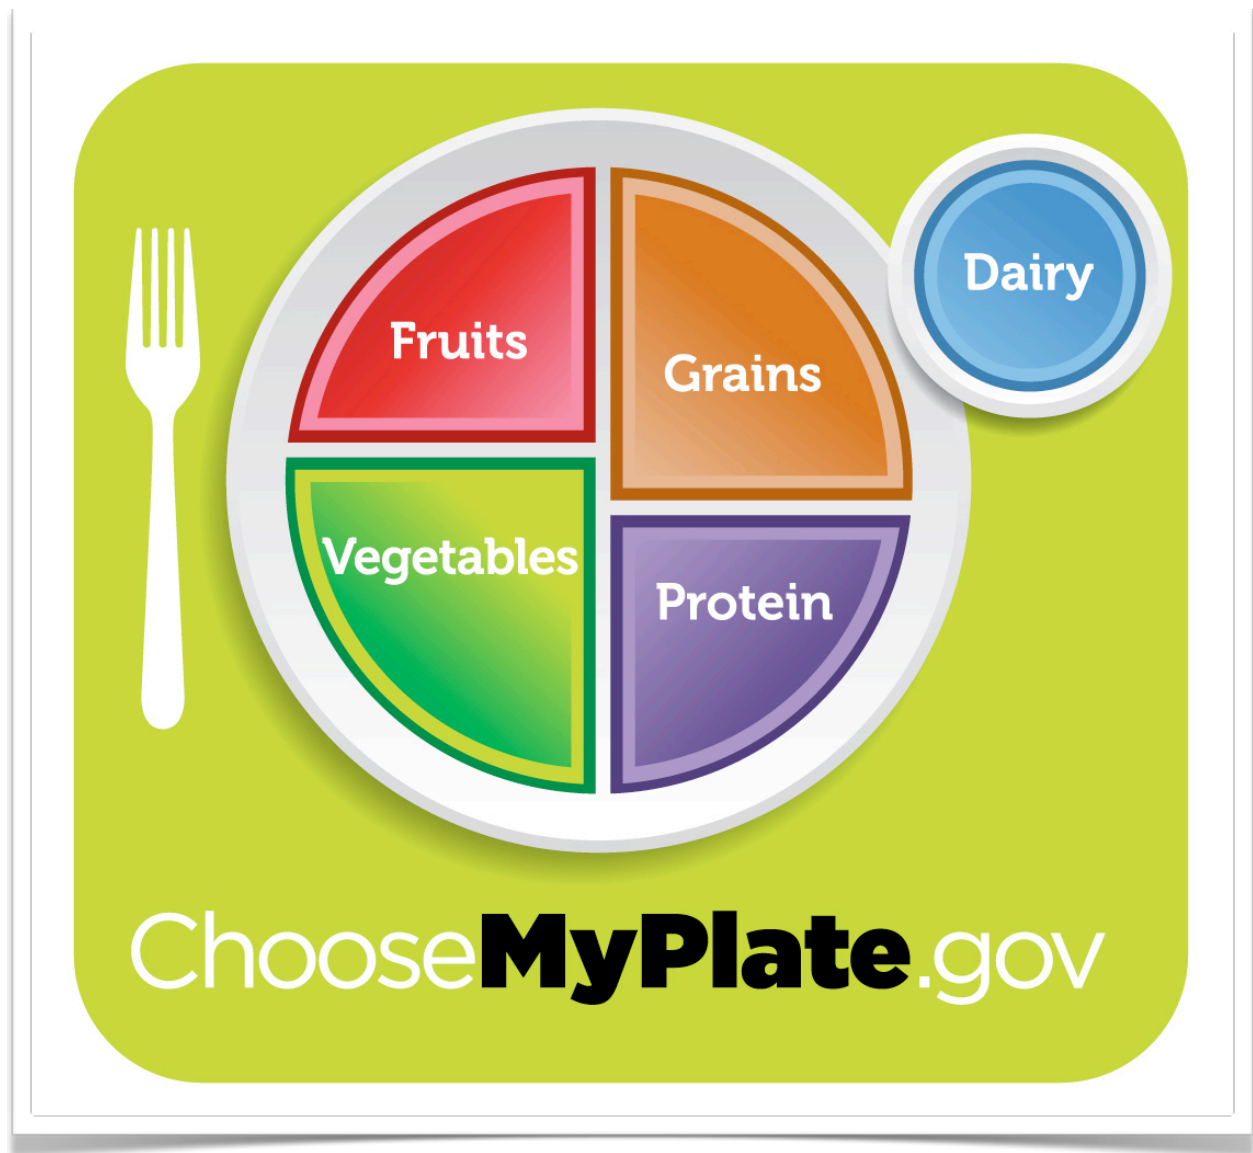 Fruits
Grains
Dairy
Vegetables
Protein
ChooseMyPlate.gov